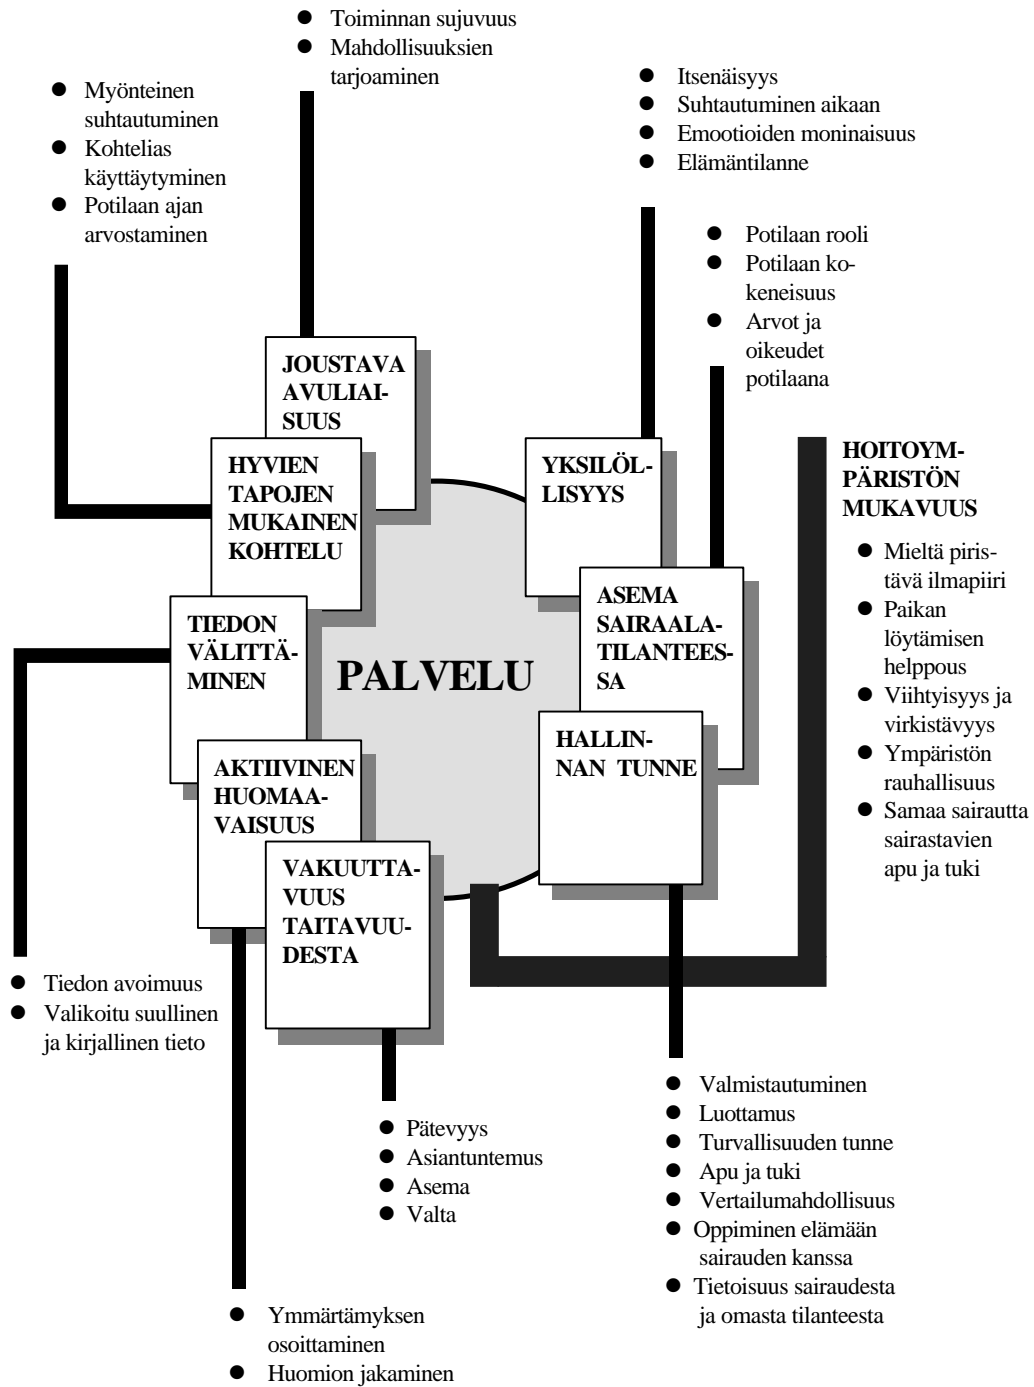 ● Toiminnan sujuvuus
● Mahdollisuuksien
tarjoaminen
● Myönteinen
suhtautuminen
● Kohtelias
käyttäytyminen
● Potilaan ajan
arvostaminen
● Itsenäisyys
● Suhtautuminen aikaan
● Emootioiden moninaisuus
● Elämäntilanne
● Potilaan rooli
● Potilaan ko-
keneisuus
● Arvot ja
oikeudet
potilaana
JOUSTAVA
AVULIAI-
SUUS
HYVIEN
TAPOJEN
MUKAINEN
KOHTELU
YKSILÖL-
LISYYS
HOITOYM-
PÄRISTÖN
MUKAVUUS
● Mieltä piris-
tävä ilmapiiri
● Paikan
löytämisen
helppous
● Viihtyisyys ja
virkistävyys
● Ympäristön
rauhallisuus
● Samaa sairautta
sairastavien
apu ja tuki
TIEDON
VÄLITTÄ-
MINEN
PALVELU
ASEMA
SAIRAALA-
TILANTEES-
SA
HALLIN-
NAN TUNNE
AKTIIVINEN
HUOMAA-
VAISUUS
VAKUUTTA-
VUUS
TAITAVUU-
DESTA
● Tiedon avoimuus
● Valikoitu suullinen
ja kirjallinen tieto
● Pätevyys
● Asiantuntemus
● Asema
● Valta
● Valmistautuminen
● Luottamus
● Turvallisuuden tunne
● Apu ja tuki
● Vertailumahdollisuus
● Oppiminen elämään
sairauden kanssa
● Tietoisuus sairaudesta
ja omasta tilanteesta
● Ymmärtämyksen
osoittaminen
● Huomion jakaminen